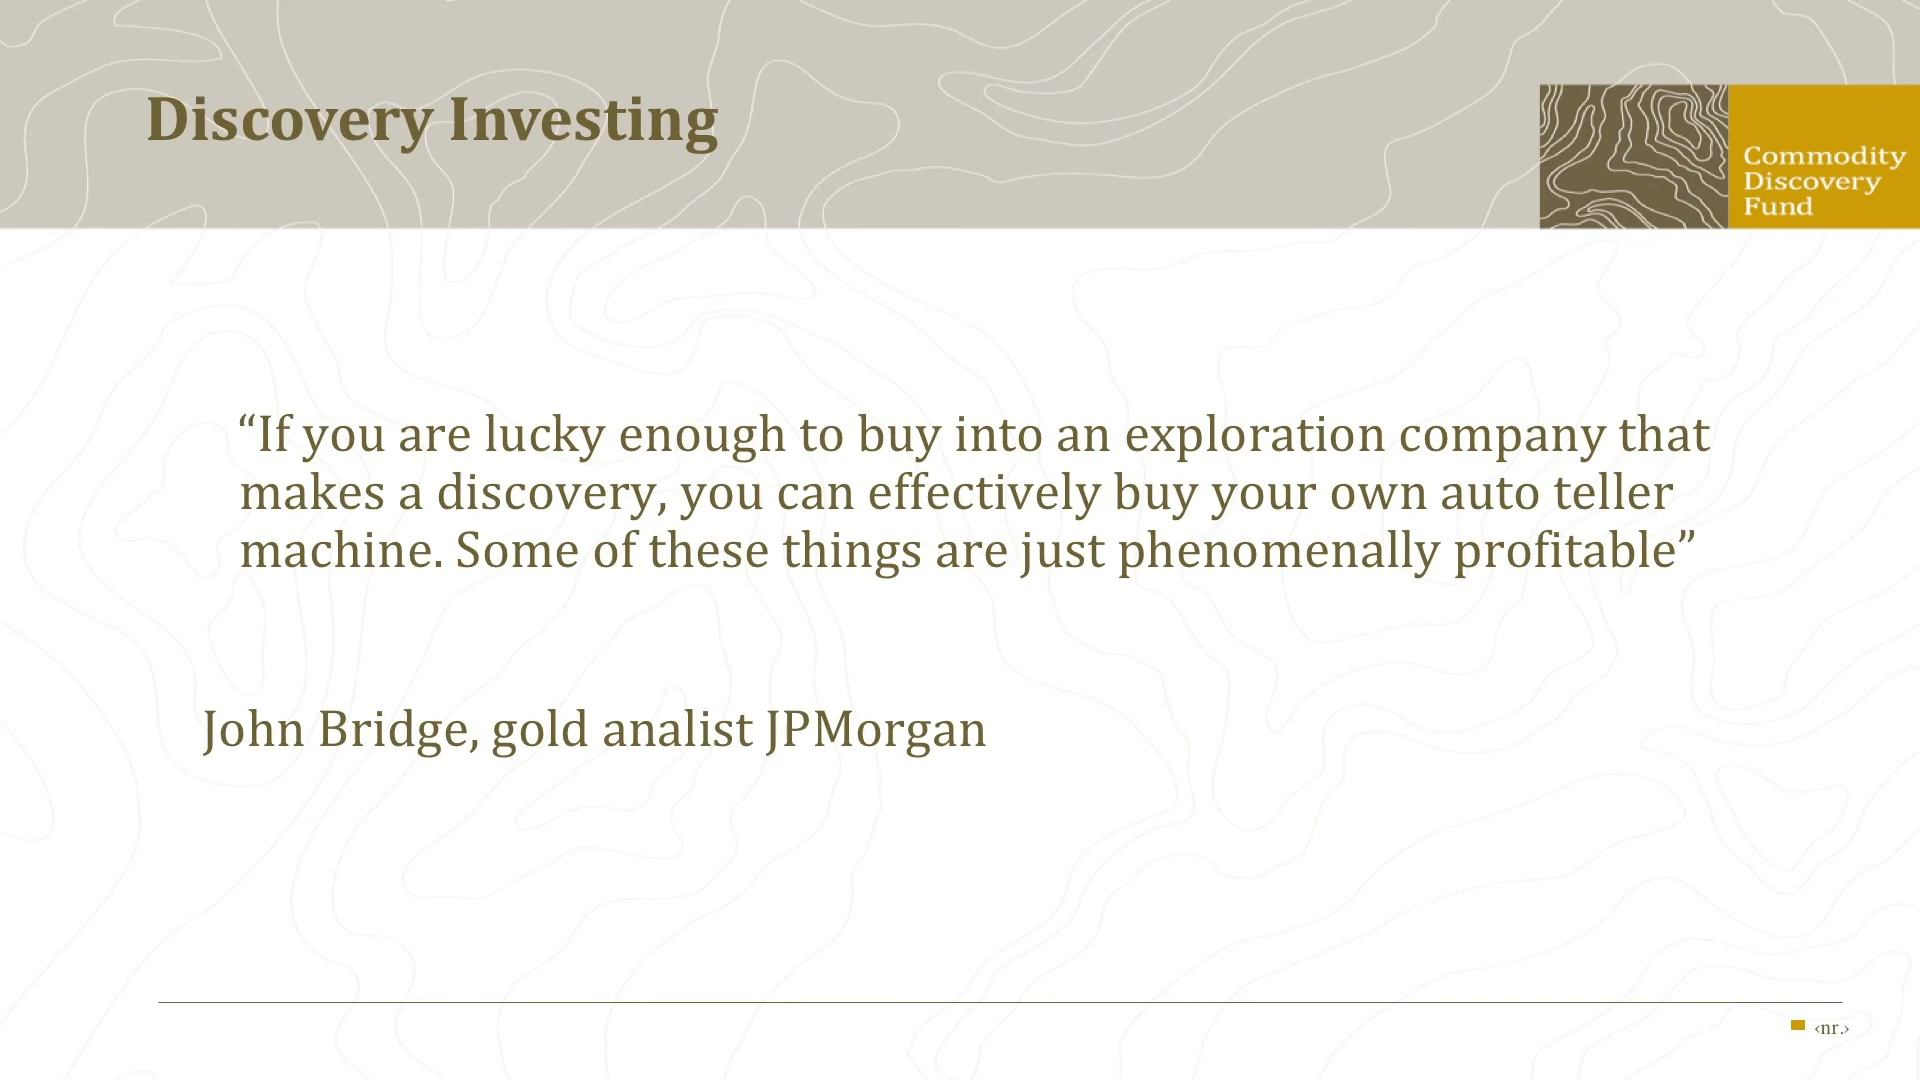 Discovery Investing
Commodity
Discovery
Fund
“If you are lucky enough to buy into an exploration company that
makes a discovery, you can effectively buy your own auto teller
machine. Some of these things are just phenomenally profitable”
John Bridge, gold analist JPMorgan
‹nr.›